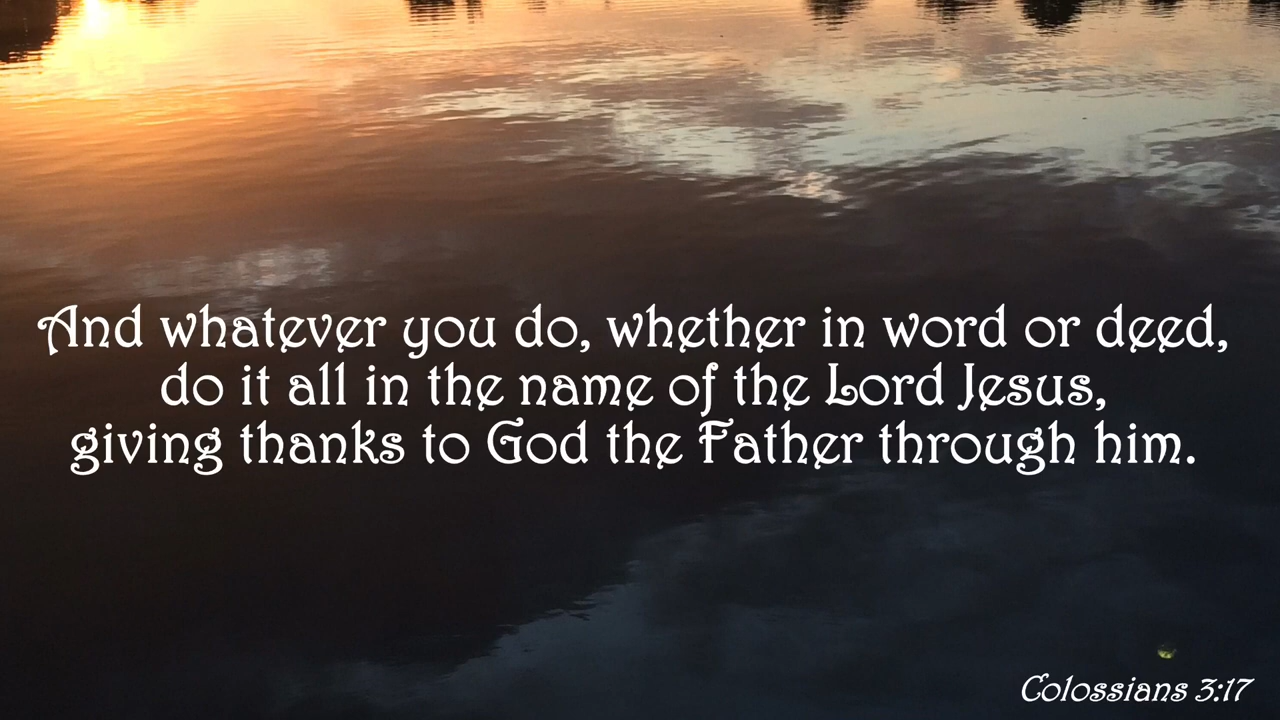 And whatever you do, whether in word or deed,
do it all in the name of the Lord Jesus,
giving thanks to God the Father through him.
Colossians 3:17